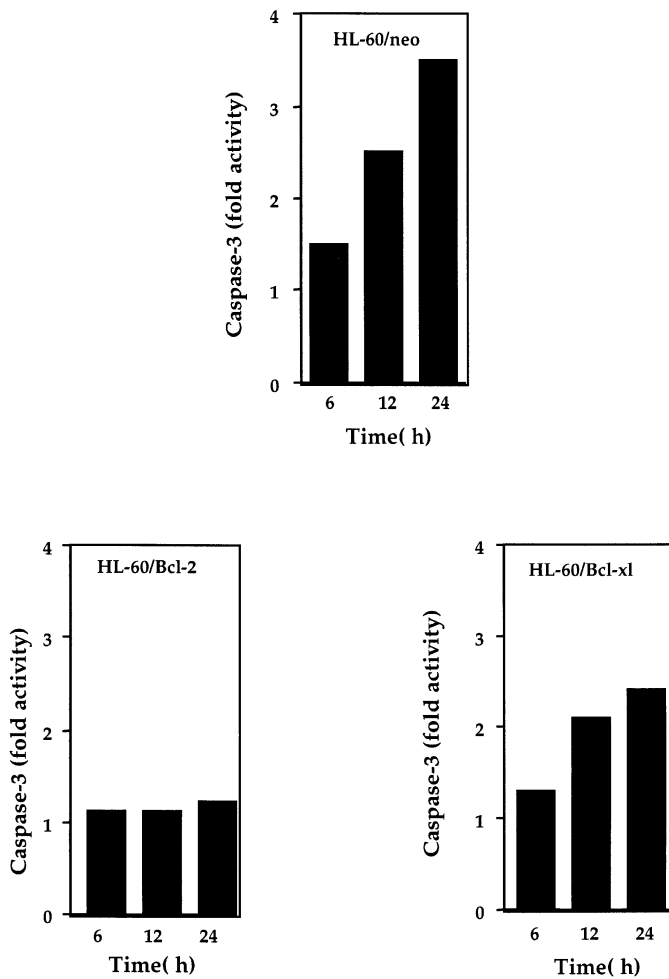 4
HL-60/neo
3
2
1
0
Caspase-3 (fold activity)
6 12 24
Time( h)
4
HL-60/Bcl-2
3
2
1
0
Caspase-3 (fold activity)
6 12 24
Time( h)
4
HL-60/Bcl-xl
3
2
1
0
Caspase-3 (fold activity)
6 12 24
Time( h)